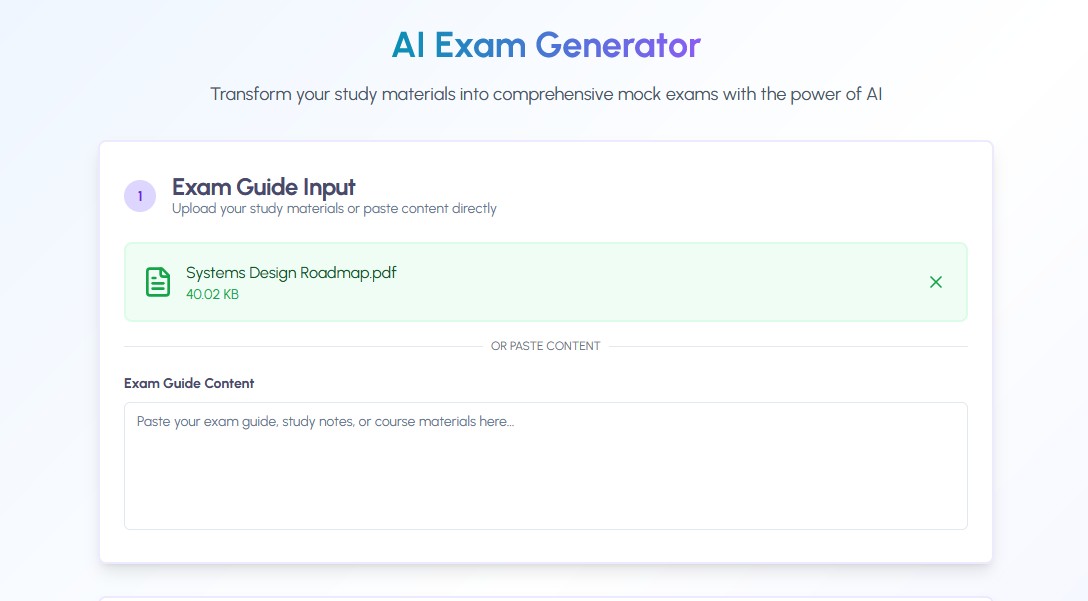 AI Exam Generator
Transform your study materials into comprehensive mock exams with the power of AI
1
Exam Guide Input
Upload your study materials or paste content directly
Systems Design Roadmap.pdf
40.02 KB
OR PASTE CONTENT
Exam Guide Content
Paste your exam guide, study notes, or course materials here...